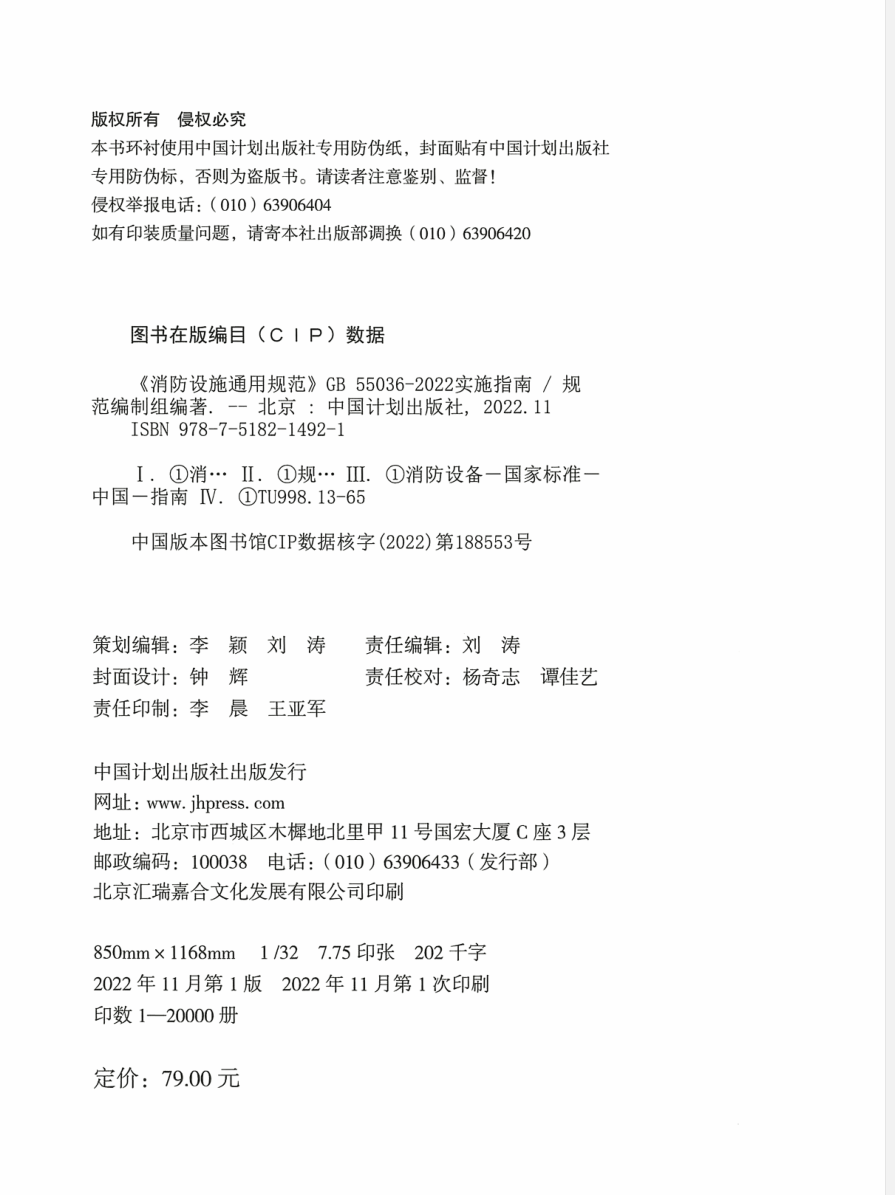 版权所有　侵权必究
本书环衬使用中国计划出版社专用防伪纸，封面贴有中国计划出版社
专用防伪标，否则为盗版书。请读者注意鉴别、监督！
侵权举报电话：（010）63906404
如有印装质量问题，请寄本社出版部调换（010）63906420
图书在版编目（ＣＩＰ）数据
《消防设施通用规范》GB 55036-2022实施指南 / 规
范编制组编著. -- 北京 : 中国计划出版社, 2022.11
ISBN 978-7-5182-1492-1
Ⅰ. ①消… Ⅱ. ①规… Ⅲ. ①消防设备－国家标准－
中国－指南 Ⅳ. ①TU998.13-65
中国版本图书馆CIP数据核字(2022)第188553号
策划编辑：李　颖　刘　涛　　责任编辑：刘　涛
封面设计：钟　辉　　责任校对：杨奇志　谭佳艺
责任印制：李　晨　王亚军
中国计划出版社出版发行
网址：www.jhpress.com
地址：北京市西城区木樨地北里甲 11 号国宏大厦 C 座 3 层
邮政编码：100038　电话：（010）63906433（发行部）
北京汇瑞嘉合文化发展有限公司印刷
850mm×1168mm　1/32　7.75 印张　202 千字
2022 年 11 月第 1 版　2022 年 11 月第 1 次印刷
印数 1—20000 册
定价：79.00 元